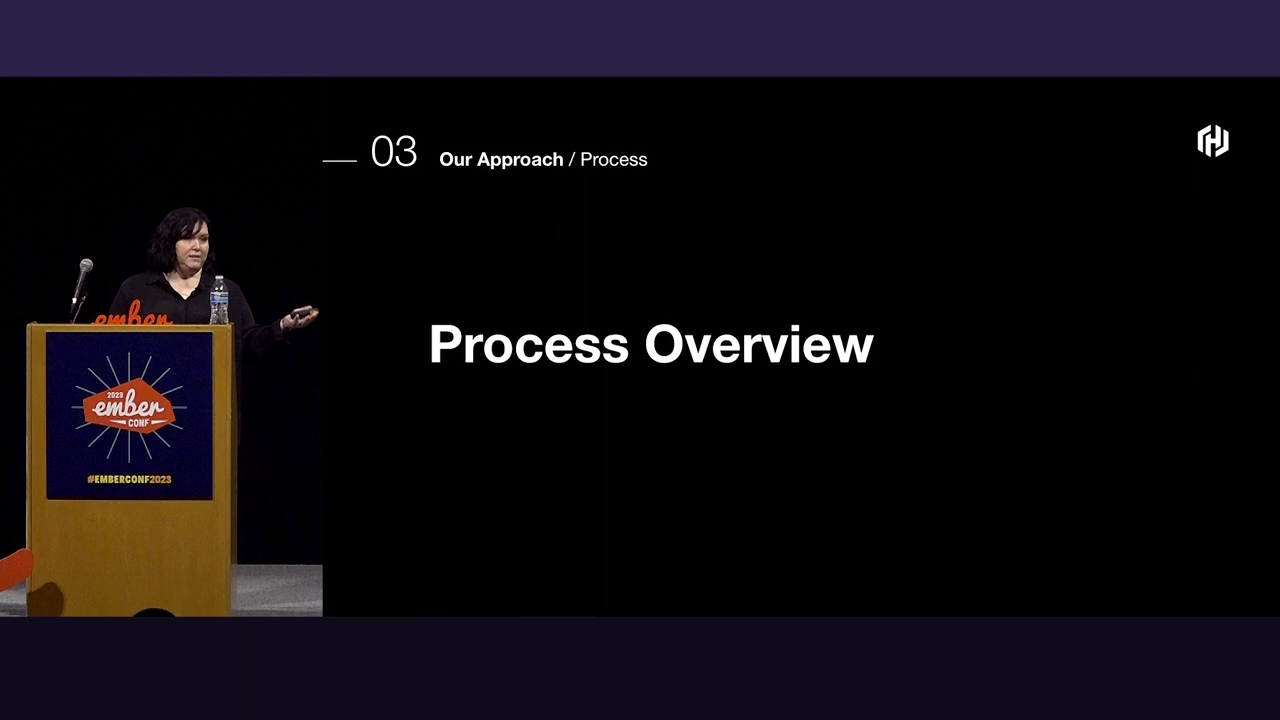 03 Our Approach / Process
Process Overview
ember
2023
ember
CONF
#EMBERCONF2023